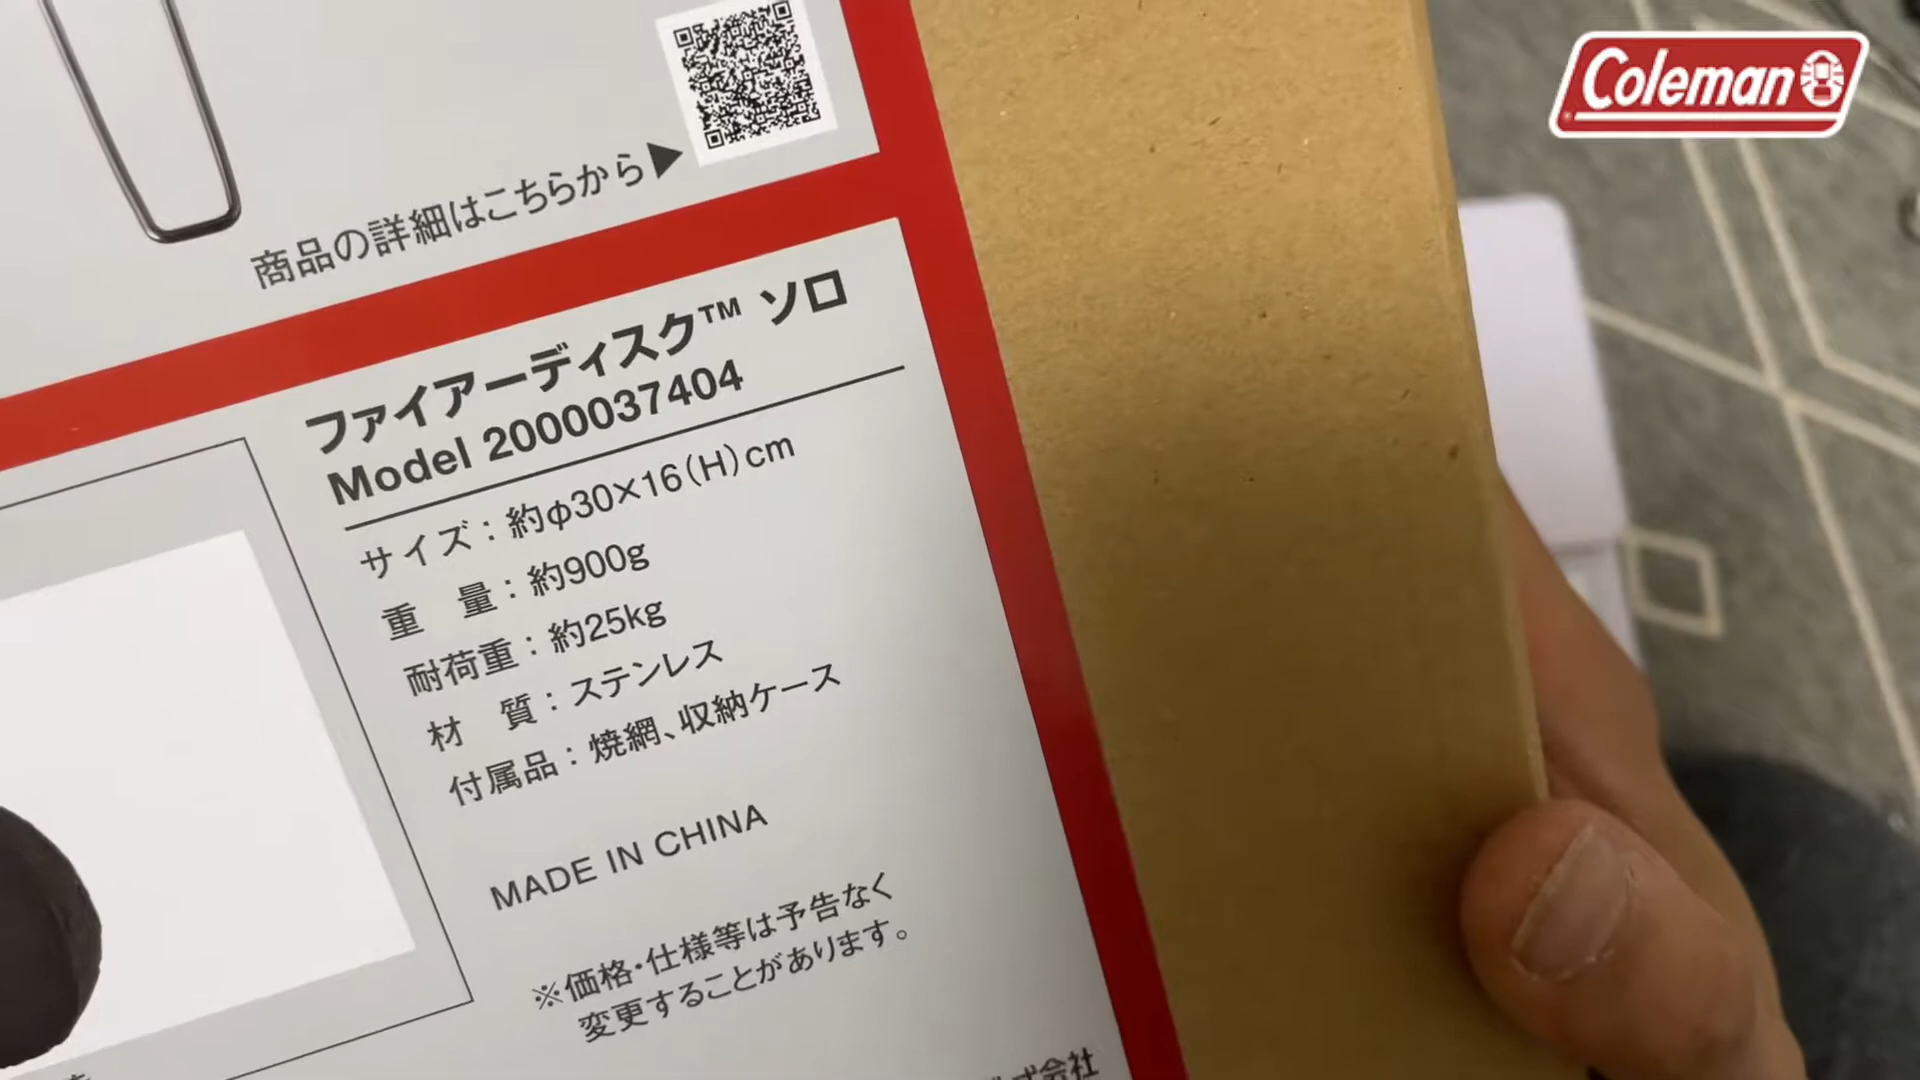 Coleman
商品の詳細はこちらから▶
ファイアーディスク™ ソロ
Model 2000037404
サイズ：約φ30×16(H)cm
重　量：約900g
耐荷重：約25kg
材　質：ステンレス
付属品：焼網、収納ケース
MADE IN CHINA
※価格・仕様等は予告なく
変更することがあります。
式会社